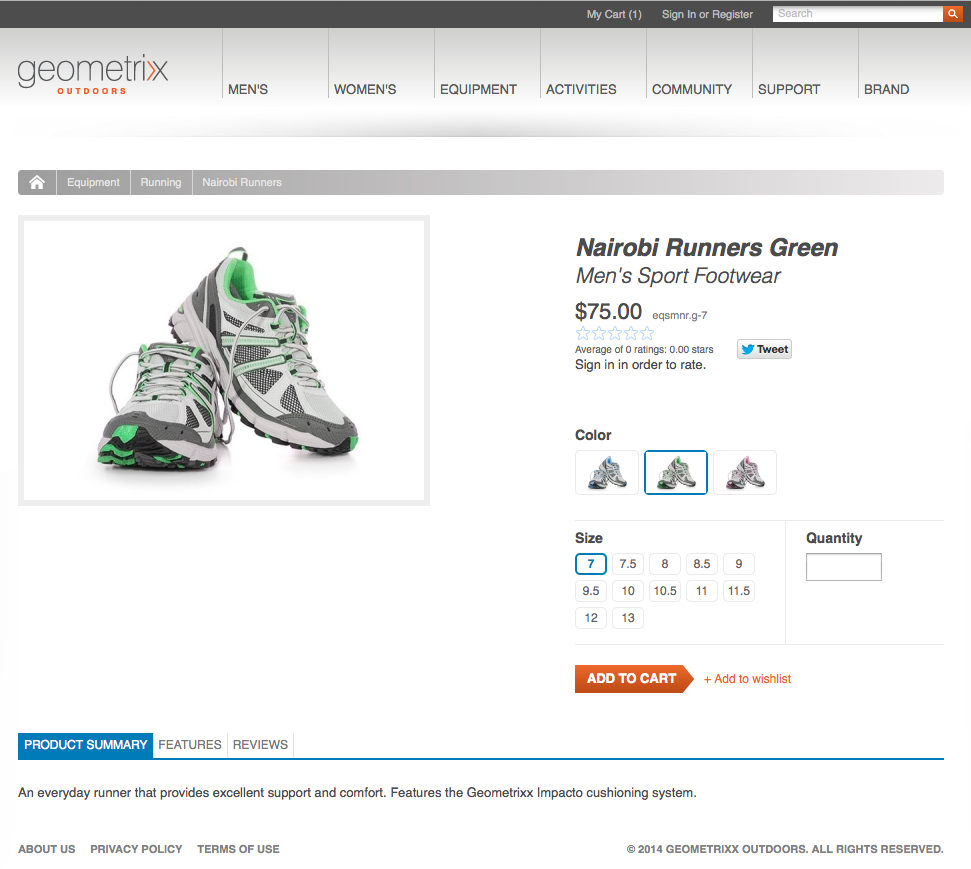 My Cart (1) Sign In or Register Search
geometrixx
OUTDOORS
MEN'S WOMEN'S EQUIPMENT ACTIVITIES COMMUNITY SUPPORT BRAND
Equipment Running Nairobi Runners
Nairobi Runners Green
Men's Sport Footwear
$75.00 eqsmnr.g-7
Average of 0 ratings: 0.00 stars
Tweet
Sign in in order to rate.
Color
Size
7 7.5 8 8.5 9
9.5 10 10.5 11 11.5
12 13
Quantity
ADD TO CART + Add to wishlist
PRODUCT SUMMARY FEATURES REVIEWS
An everyday runner that provides excellent support and comfort. Features the Geometrixx Impacto cushioning system.
ABOUT US PRIVACY POLICY TERMS OF USE © 2014 GEOMETRIXX OUTDOORS. ALL RIGHTS RESERVED.